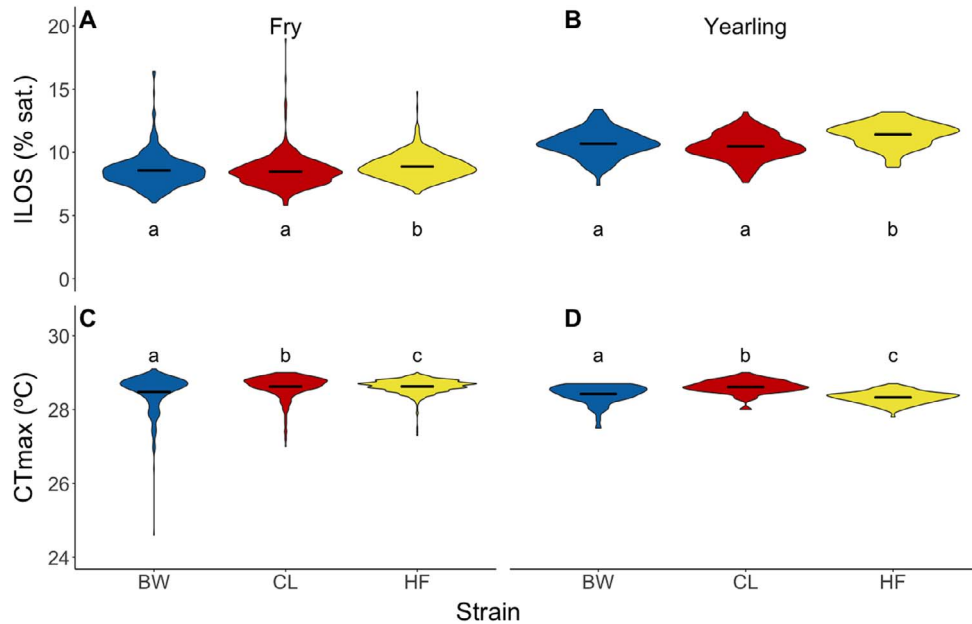 A Fry B Yearling
ILOS (% sat.)
20
15
10
5
0
a a b a a b
C D
CTmax (ºC)
30
28
26
24
a b c a b c
BW CL HF BW CL HF
Strain